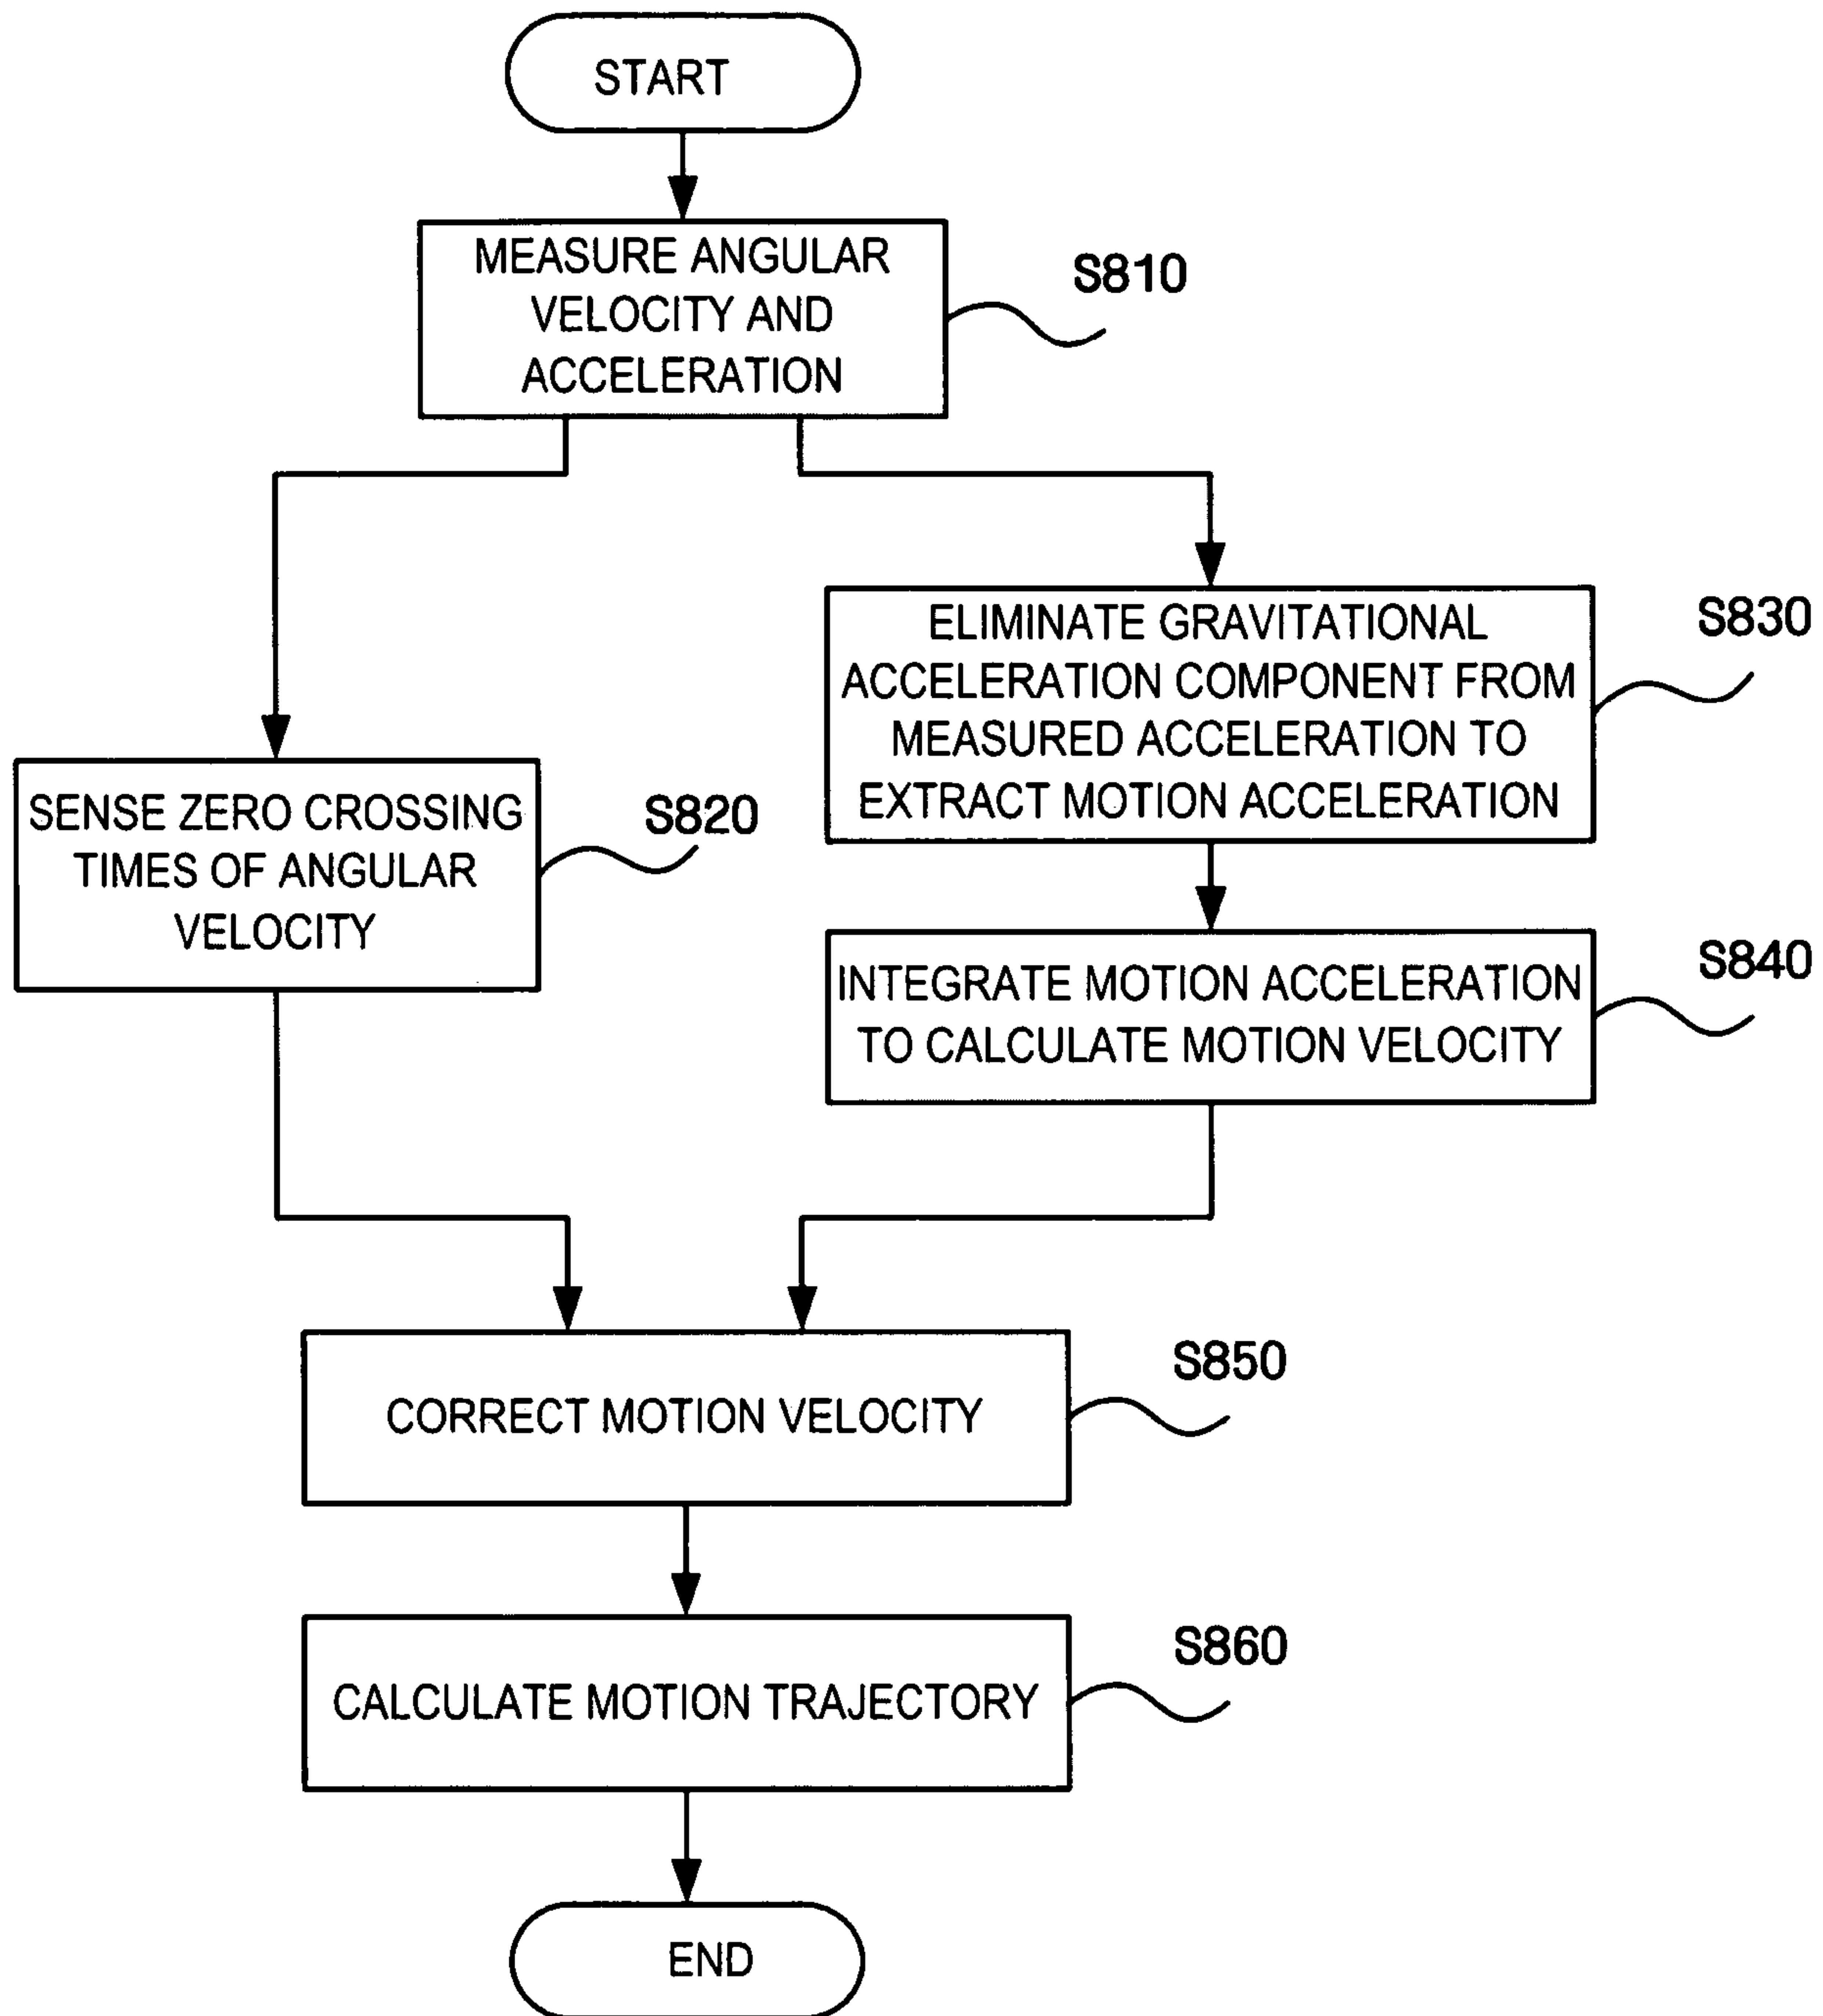 START
MEASURE ANGULAR
VELOCITY AND
ACCELERATION
S810
ELIMINATE GRAVITATIONAL
ACCELERATION COMPONENT FROM
MEASURED ACCELERATION TO
EXTRACT MOTION ACCELERATION
S830
SENSE ZERO CROSSING
TIMES OF ANGULAR
VELOCITY
S820
INTEGRATE MOTION ACCELERATION
TO CALCULATE MOTION VELOCITY
S840
CORRECT MOTION VELOCITY
S850
CALCULATE MOTION TRAJECTORY
S860
END